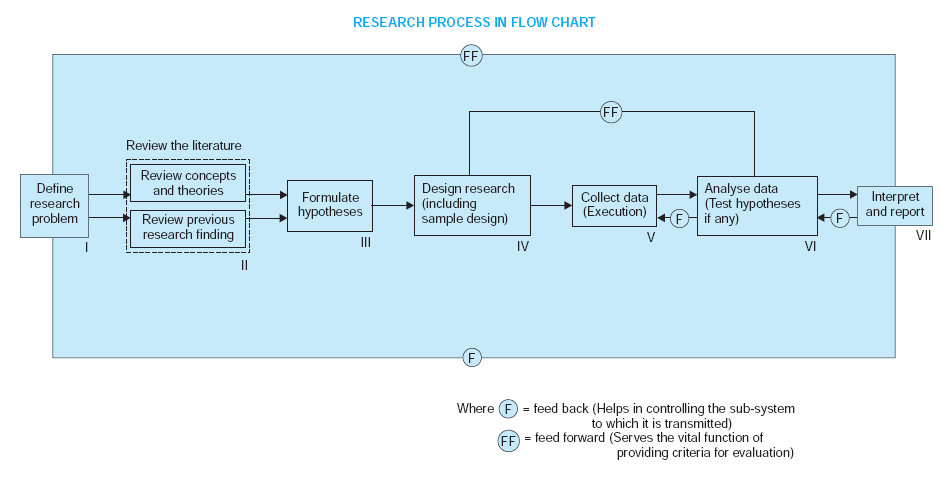 RESEARCH PROCESS IN FLOW CHART
FF
FF
Review the literature
Define
research
problem
I
Review concepts
and theories
Review previous
research finding
II
Formulate
hypotheses
III
Design research
(including
sample design)
IV
Collect data
(Execution)
V
F
Analyse data
(Test hypotheses
if any)
VI
F
Interpret
and report
VII
F
Where F = feed back (Helps in controlling the sub-system
to which it is transmitted)
FF = feed forward (Serves the vital function of
providing criteria for evaluation)